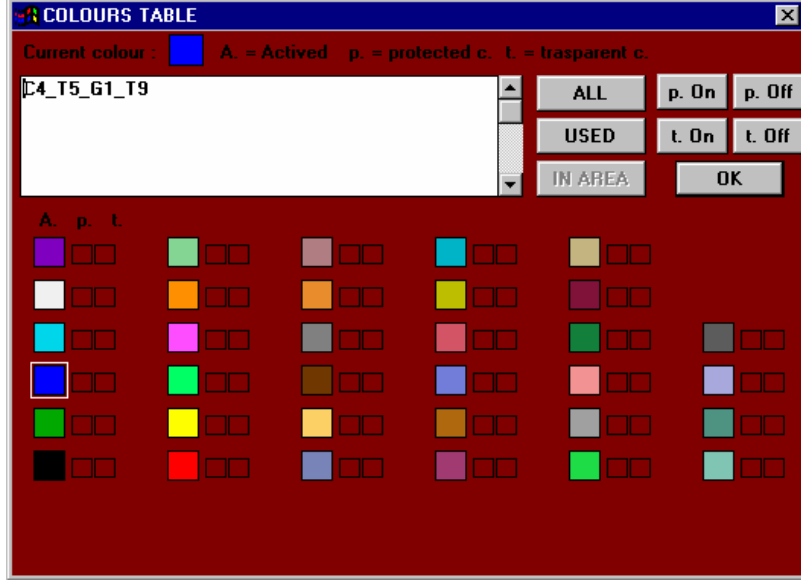 COLOURS TABLE
Current colour : A. = Actived p. = protected c. t. = trasparent c.
C4_T5_G1_T9
ALL p. On p. Off
USED t. On t. Off
IN AREA OK
A. p. t.